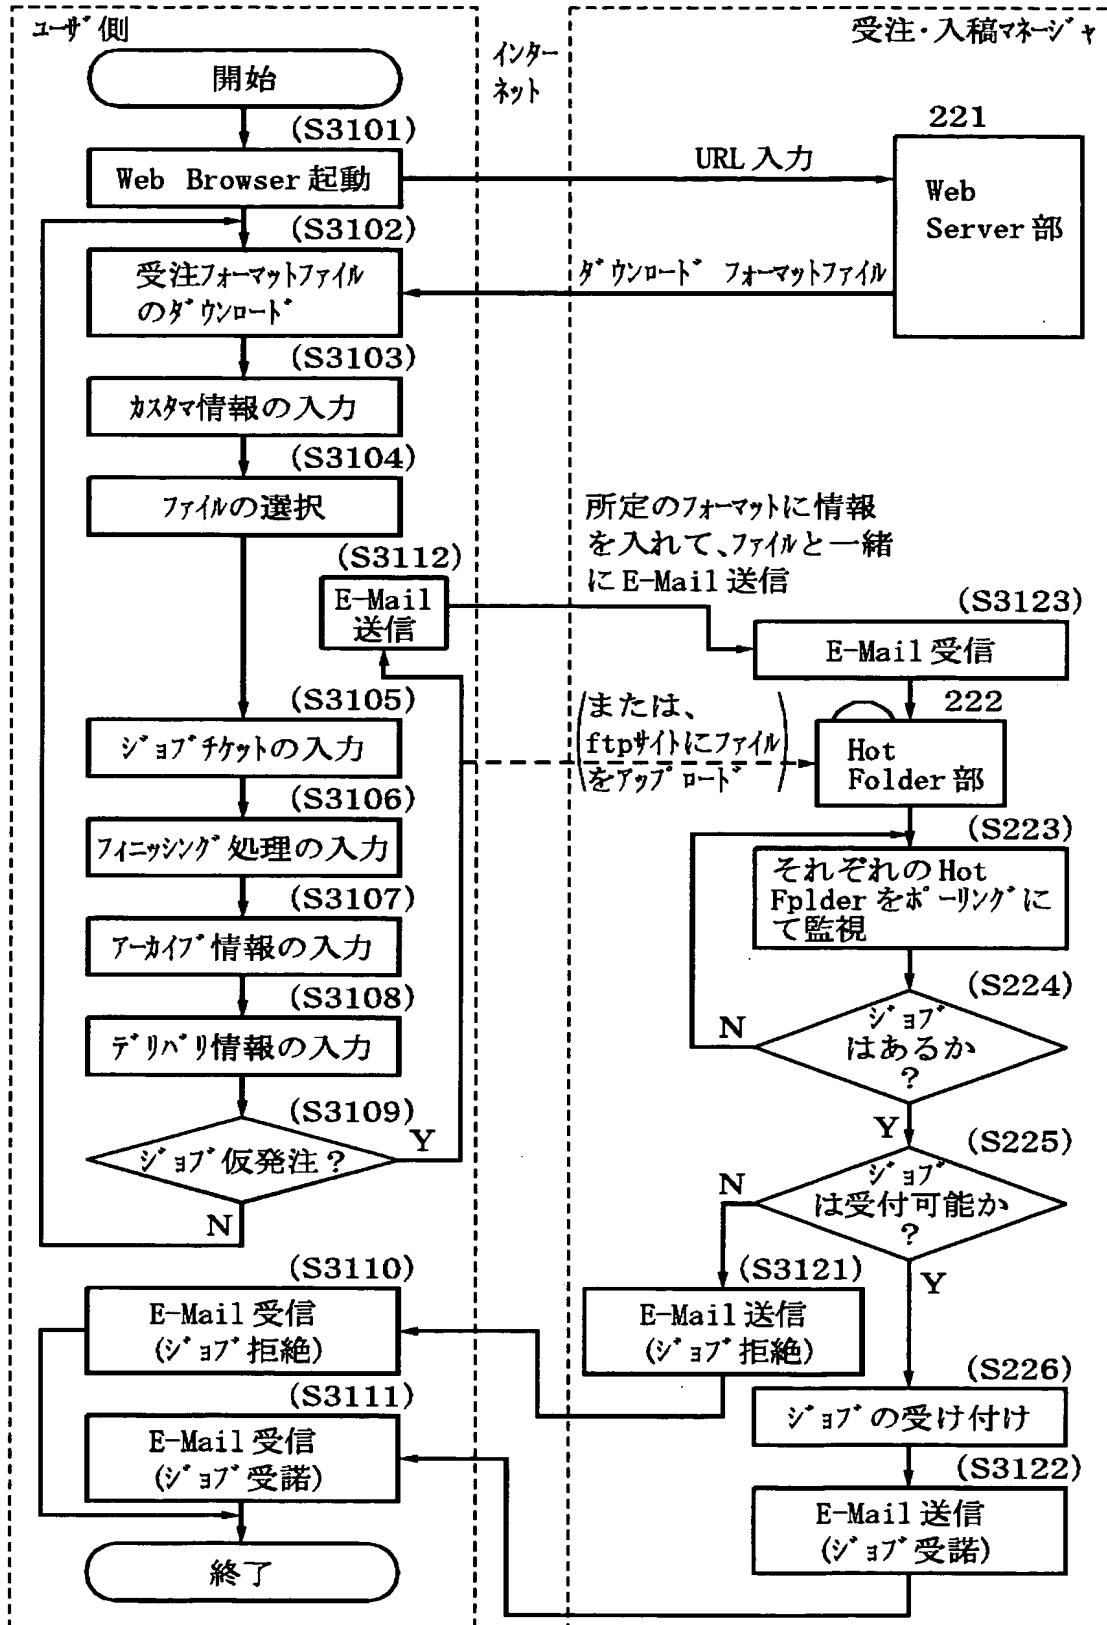 ユーザ側
開始
(S3101)
Web Browser起動
(S3102)
受注フォーマットファイル
のダウンロード
(S3103)
カスタマ情報の入力
(S3104)
ファイルの選択
(S3112)
E-Mail
送信
(S3105)
ジョブチケットの入力
(S3106)
フィニッシング処理の入力
(S3107)
アーカイブ情報の入力
(S3108)
デリバリ情報の入力
(S3109)
ジョブ仮発注？
Y
N
(S3110)
E-Mail受信
(ジョブ拒絶)
(S3111)
E-Mail受信
(ジョブ受諾)
終了
インター
ネット
受注・入稿マネージャ
URL入力
221
Web
Server部
ダウンロード フォーマットファイル
所定のフォーマットに情報
を入れて、ファイルと一緒
にE-Mail送信
(S3123)
E-Mail受信
(または、
ftpサイトにファイル
をアップロード)
222
Hot
Folder部
(S223)
それぞれのHot
Fplderをポーリングに
て監視
(S224)
ジョブ
はあるか
？
N
Y
(S225)
ジョブ
は受付可能か
？
N
Y
(S3121)
E-Mail送信
(ジョブ拒絶)
(S226)
ジョブの受け付け
(S3122)
E-Mail送信
(ジョブ受諾)